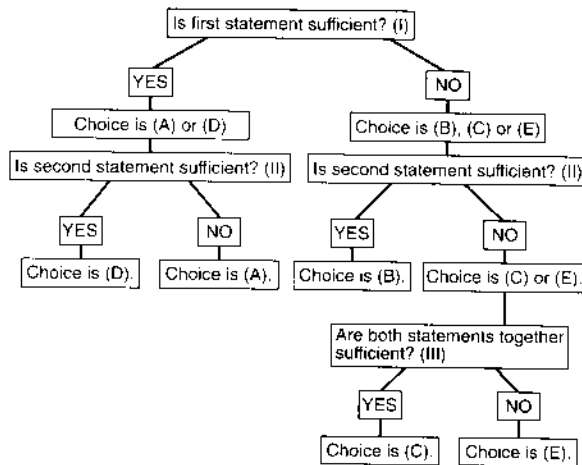 Is first statement sufficient? (I)
YES
NO
Choice is (A) or (D)
Choice is (B), (C) or (E)
Is second statement sufficient? (II)
Is second statement sufficient? (II)
YES
NO
YES
NO
Choice is (D).
Choice is (A).
Choice is (B).
Choice is (C) or (E).
Are both statements together
sufficient? (III)
YES
NO
Choice is (C).
Choice is (E).